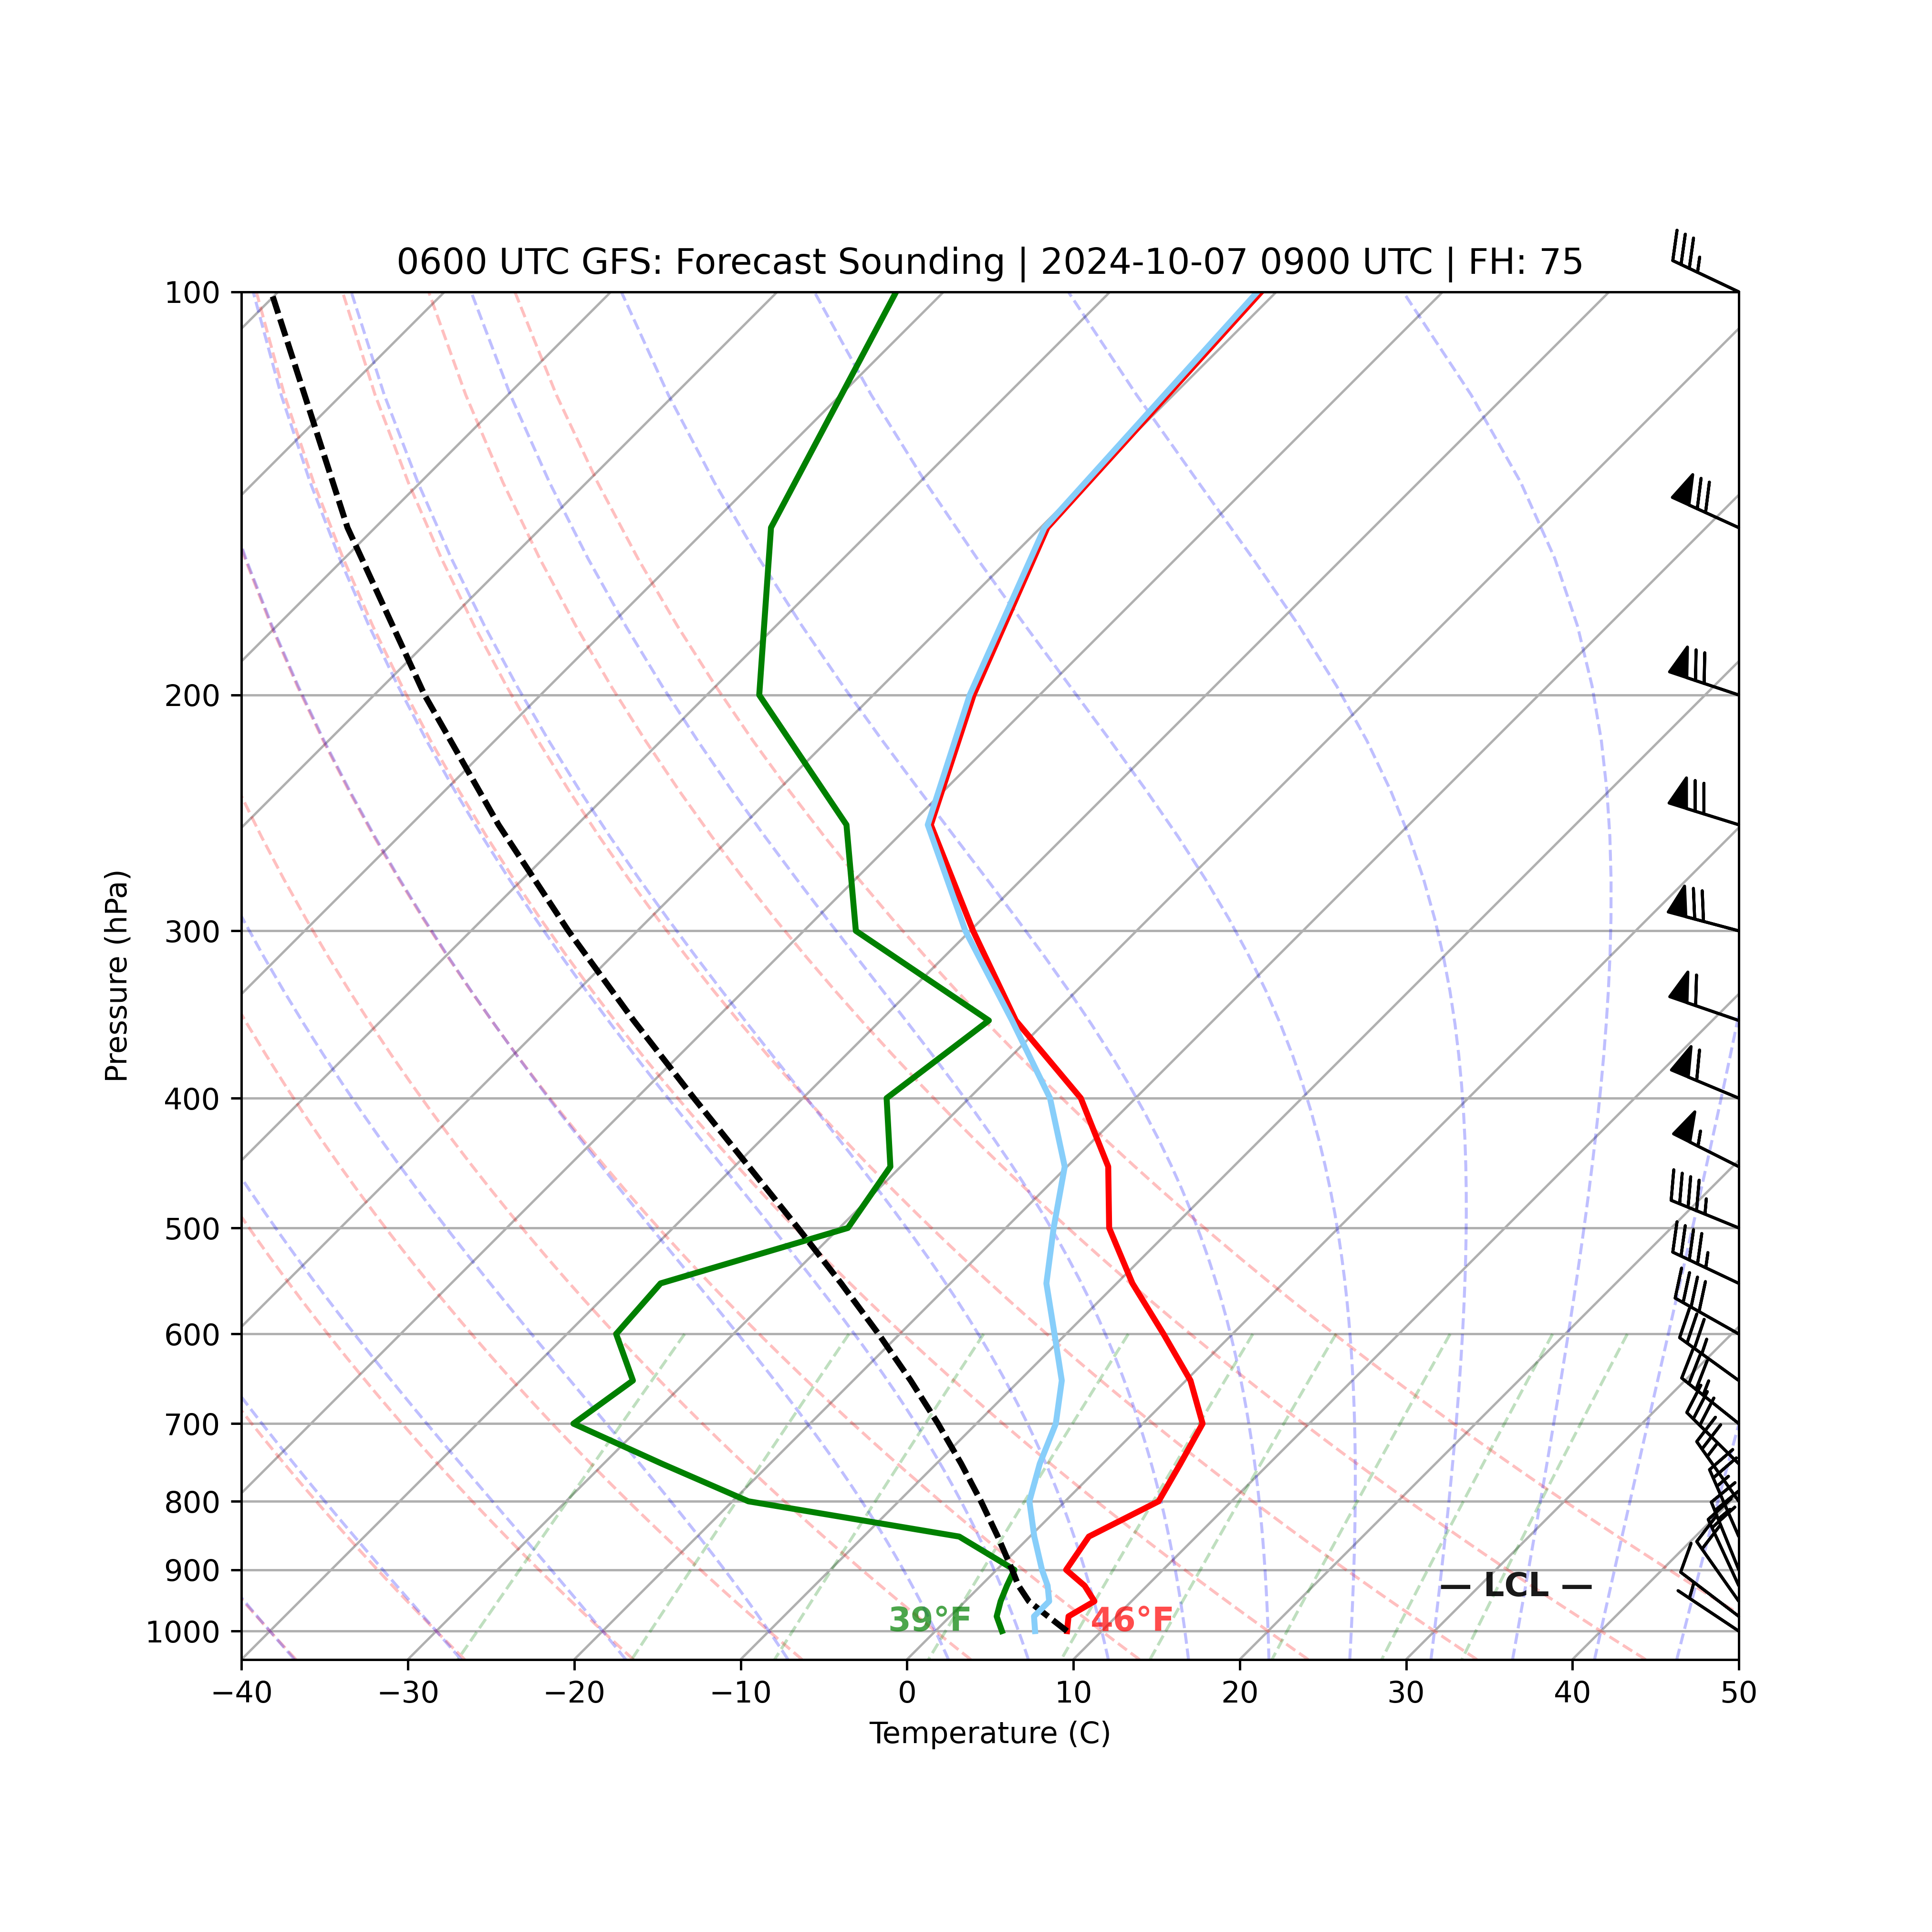 0600 UTC GFS: Forecast Sounding | 2024-10-07 0900 UTC | FH: 75
100
200
300
400
500
600
700
800
900
1000
Pressure (hPa)
— LCL —
39°F
46°F
−40 −30 −20 −10 0 10 20 30 40 50
Temperature (C)